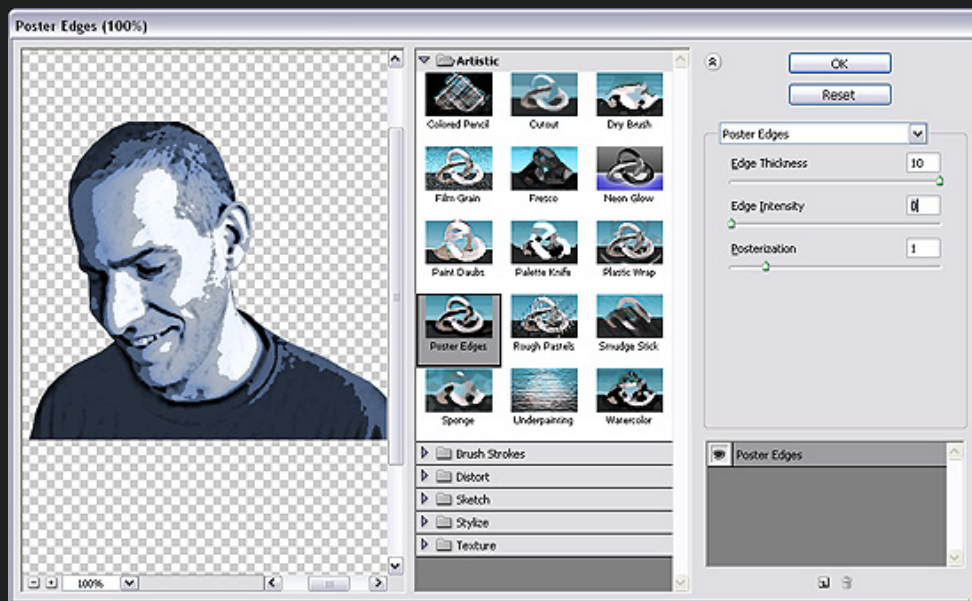 Poster Edges (100%)
Artistic
Colored Pencil
Cutout
Dry Brush
Film Grain
Fresco
Neon Glow
Paint Daubs
Palette Knife
Plastic Wrap
Poster Edges
Rough Pastels
Smudge Stick
Sponge
Underpainting
Watercolor
Brush Strokes
Distort
Sketch
Stylize
Texture
100%
OK
Reset
Poster Edges
Edge Thickness 10
Edge Intensity 0
Posterization 1
Poster Edges